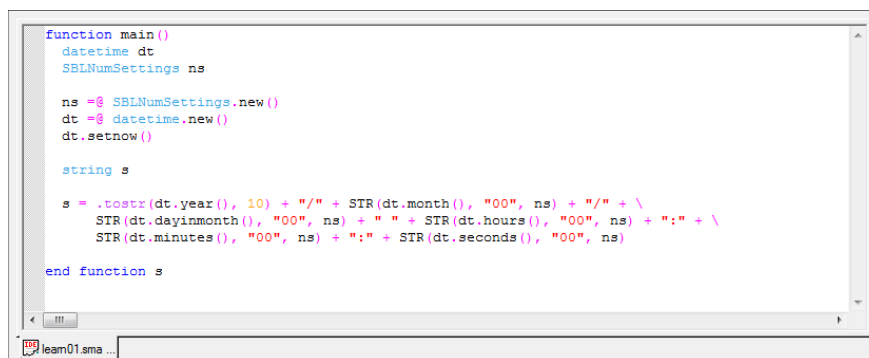 function main()
datetime dt
SBLNumSettings ns
ns =@ SBLNumSettings.new()
dt =@ datetime.new()
dt.setnow()
string s
s = .tostr(dt.year(), 10) + "/" + STR(dt.month(), "00", ns) + "/" + \
STR(dt.dayinmonth(), "00", ns) + " " + STR(dt.hours(), "00", ns) + ":" + \
STR(dt.minutes(), "00", ns) + ":" + STR(dt.seconds(), "00", ns)
end function s
IDE learn01.sma ...